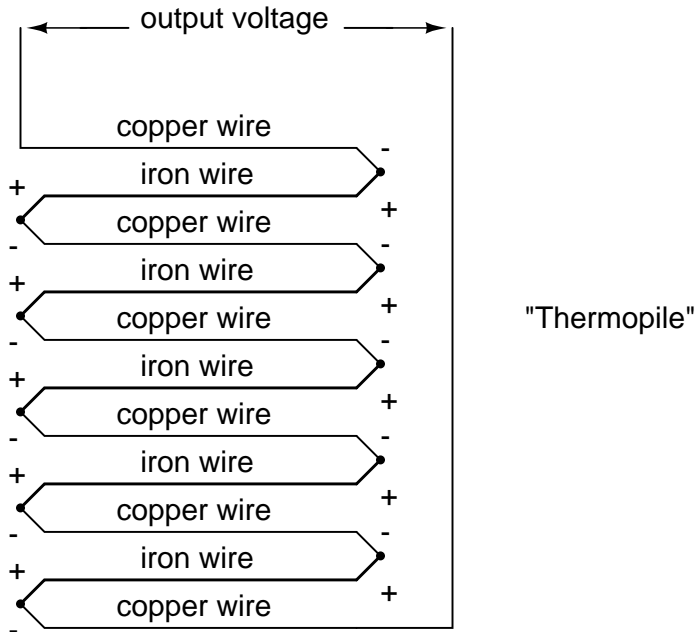 output voltage
copper wire
-
iron wire
+
+
copper wire
-
-
iron wire
+
+
copper wire
"Thermopile"
-
-
iron wire
+
+
copper wire
-
-
iron wire
+
+
copper wire
-
-
iron wire
+
+
copper wire
-